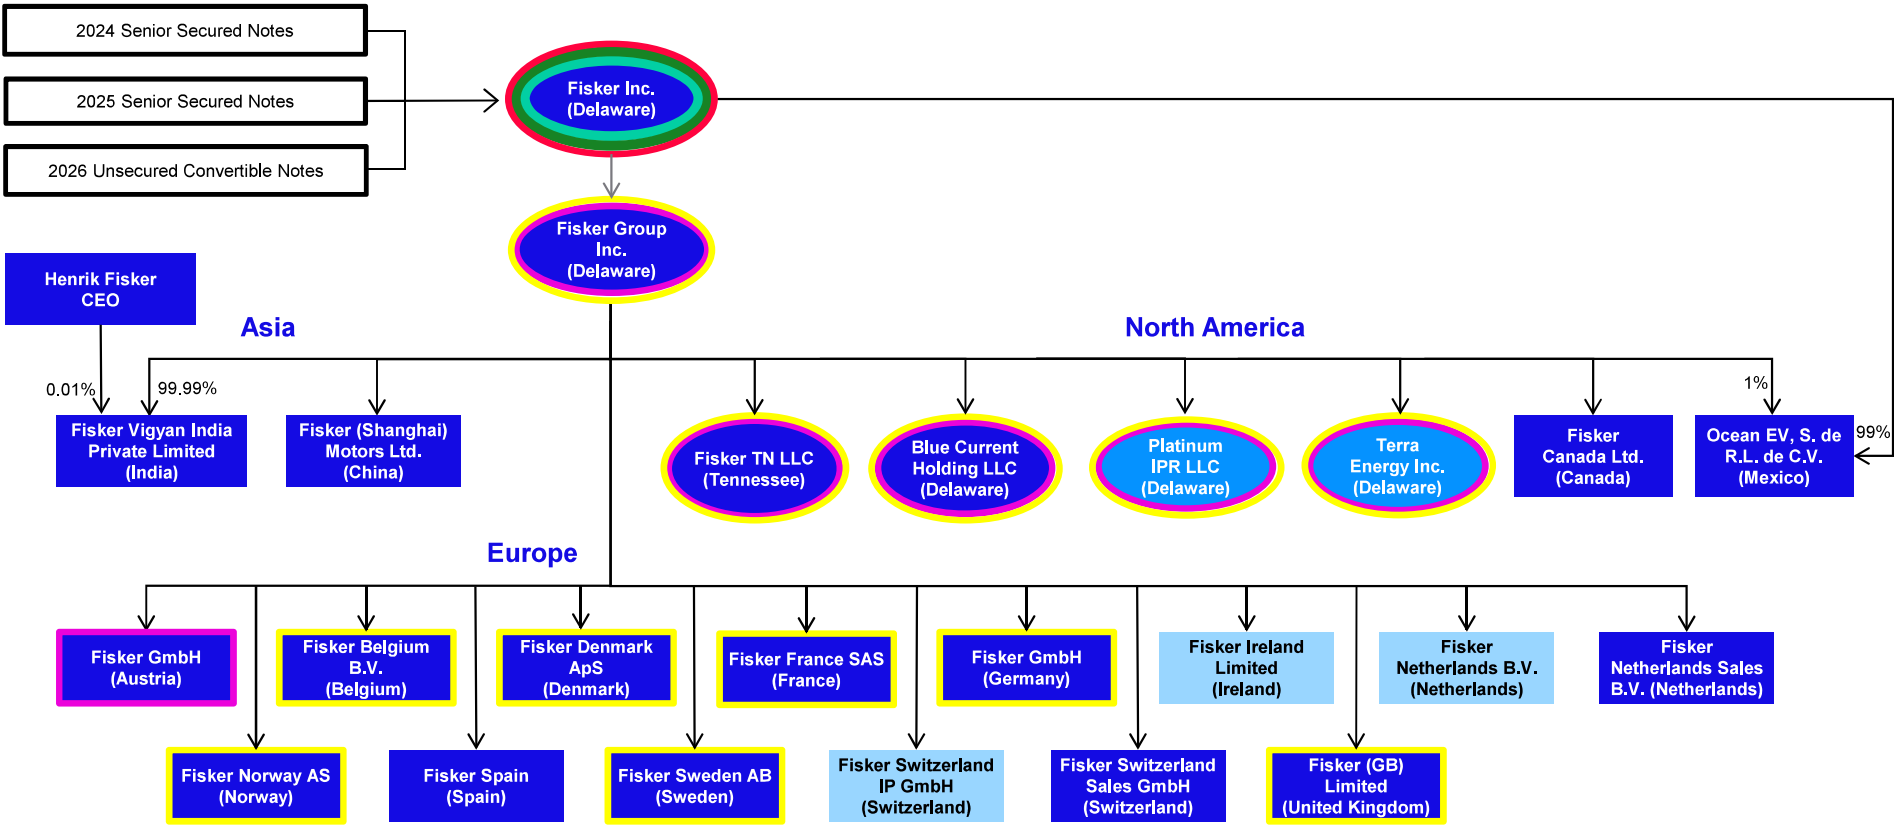 2024 Senior Secured Notes
2025 Senior Secured Notes
2026 Unsecured Convertible Notes
Fisker Inc.
(Delaware)
Fisker Group
Inc.
(Delaware)
Henrik Fisker
CEO
Asia
North America
0.01%
99.99%
1%
99%
Fisker Vigyan India
Private Limited
(India)
Fisker (Shanghai)
Motors Ltd.
(China)
Fisker TN LLC
(Tennessee)
Blue Current
Holding LLC
(Delaware)
Platinum
IPR LLC
(Delaware)
Terra
Energy Inc.
(Delaware)
Fisker
Canada Ltd.
(Canada)
Ocean EV, S. de
R.L. de C.V.
(Mexico)
Europe
Fisker GmbH
(Austria)
Fisker Belgium
B.V.
(Belgium)
Fisker Denmark
ApS
(Denmark)
Fisker France SAS
(France)
Fisker GmbH
(Germany)
Fisker Ireland
Limited
(Ireland)
Fisker
Netherlands B.V.
(Netherlands)
Fisker
Netherlands Sales
B.V. (Netherlands)
Fisker Norway AS
(Norway)
Fisker Spain
(Spain)
Fisker Sweden AB
(Sweden)
Fisker Switzerland
IP GmbH
(Switzerland)
Fisker Switzerland
Sales GmbH
(Switzerland)
Fisker (GB)
Limited
(United Kingdom)